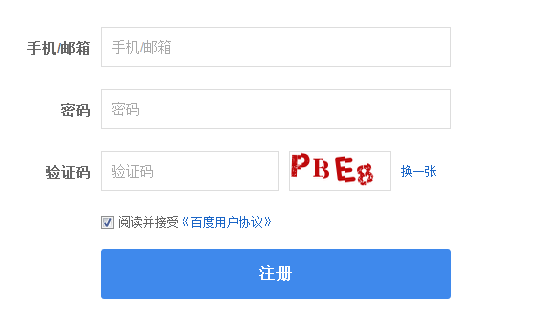 手机/邮箱 手机/邮箱
密码 密码
验证码 验证码 PBE8 换一张
阅读并接受《百度用户协议》
注册